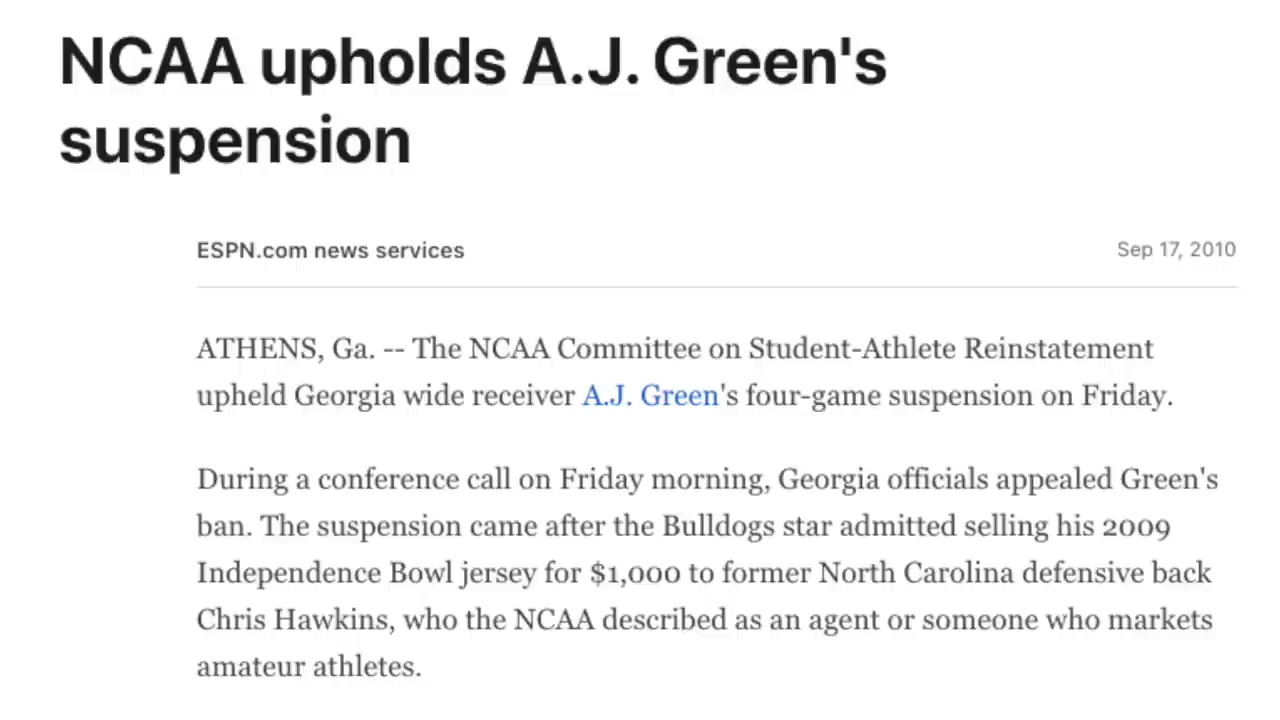 NCAA upholds A.J. Green's
suspension
ESPN.com news services
Sep 17, 2010
ATHENS, Ga. -- The NCAA Committee on Student-Athlete Reinstatement
upheld Georgia wide receiver A.J. Green's four-game suspension on Friday.
During a conference call on Friday morning, Georgia officials appealed Green's
ban. The suspension came after the Bulldogs star admitted selling his 2009
Independence Bowl jersey for $1,000 to former North Carolina defensive back
Chris Hawkins, who the NCAA described as an agent or someone who markets
amateur athletes.